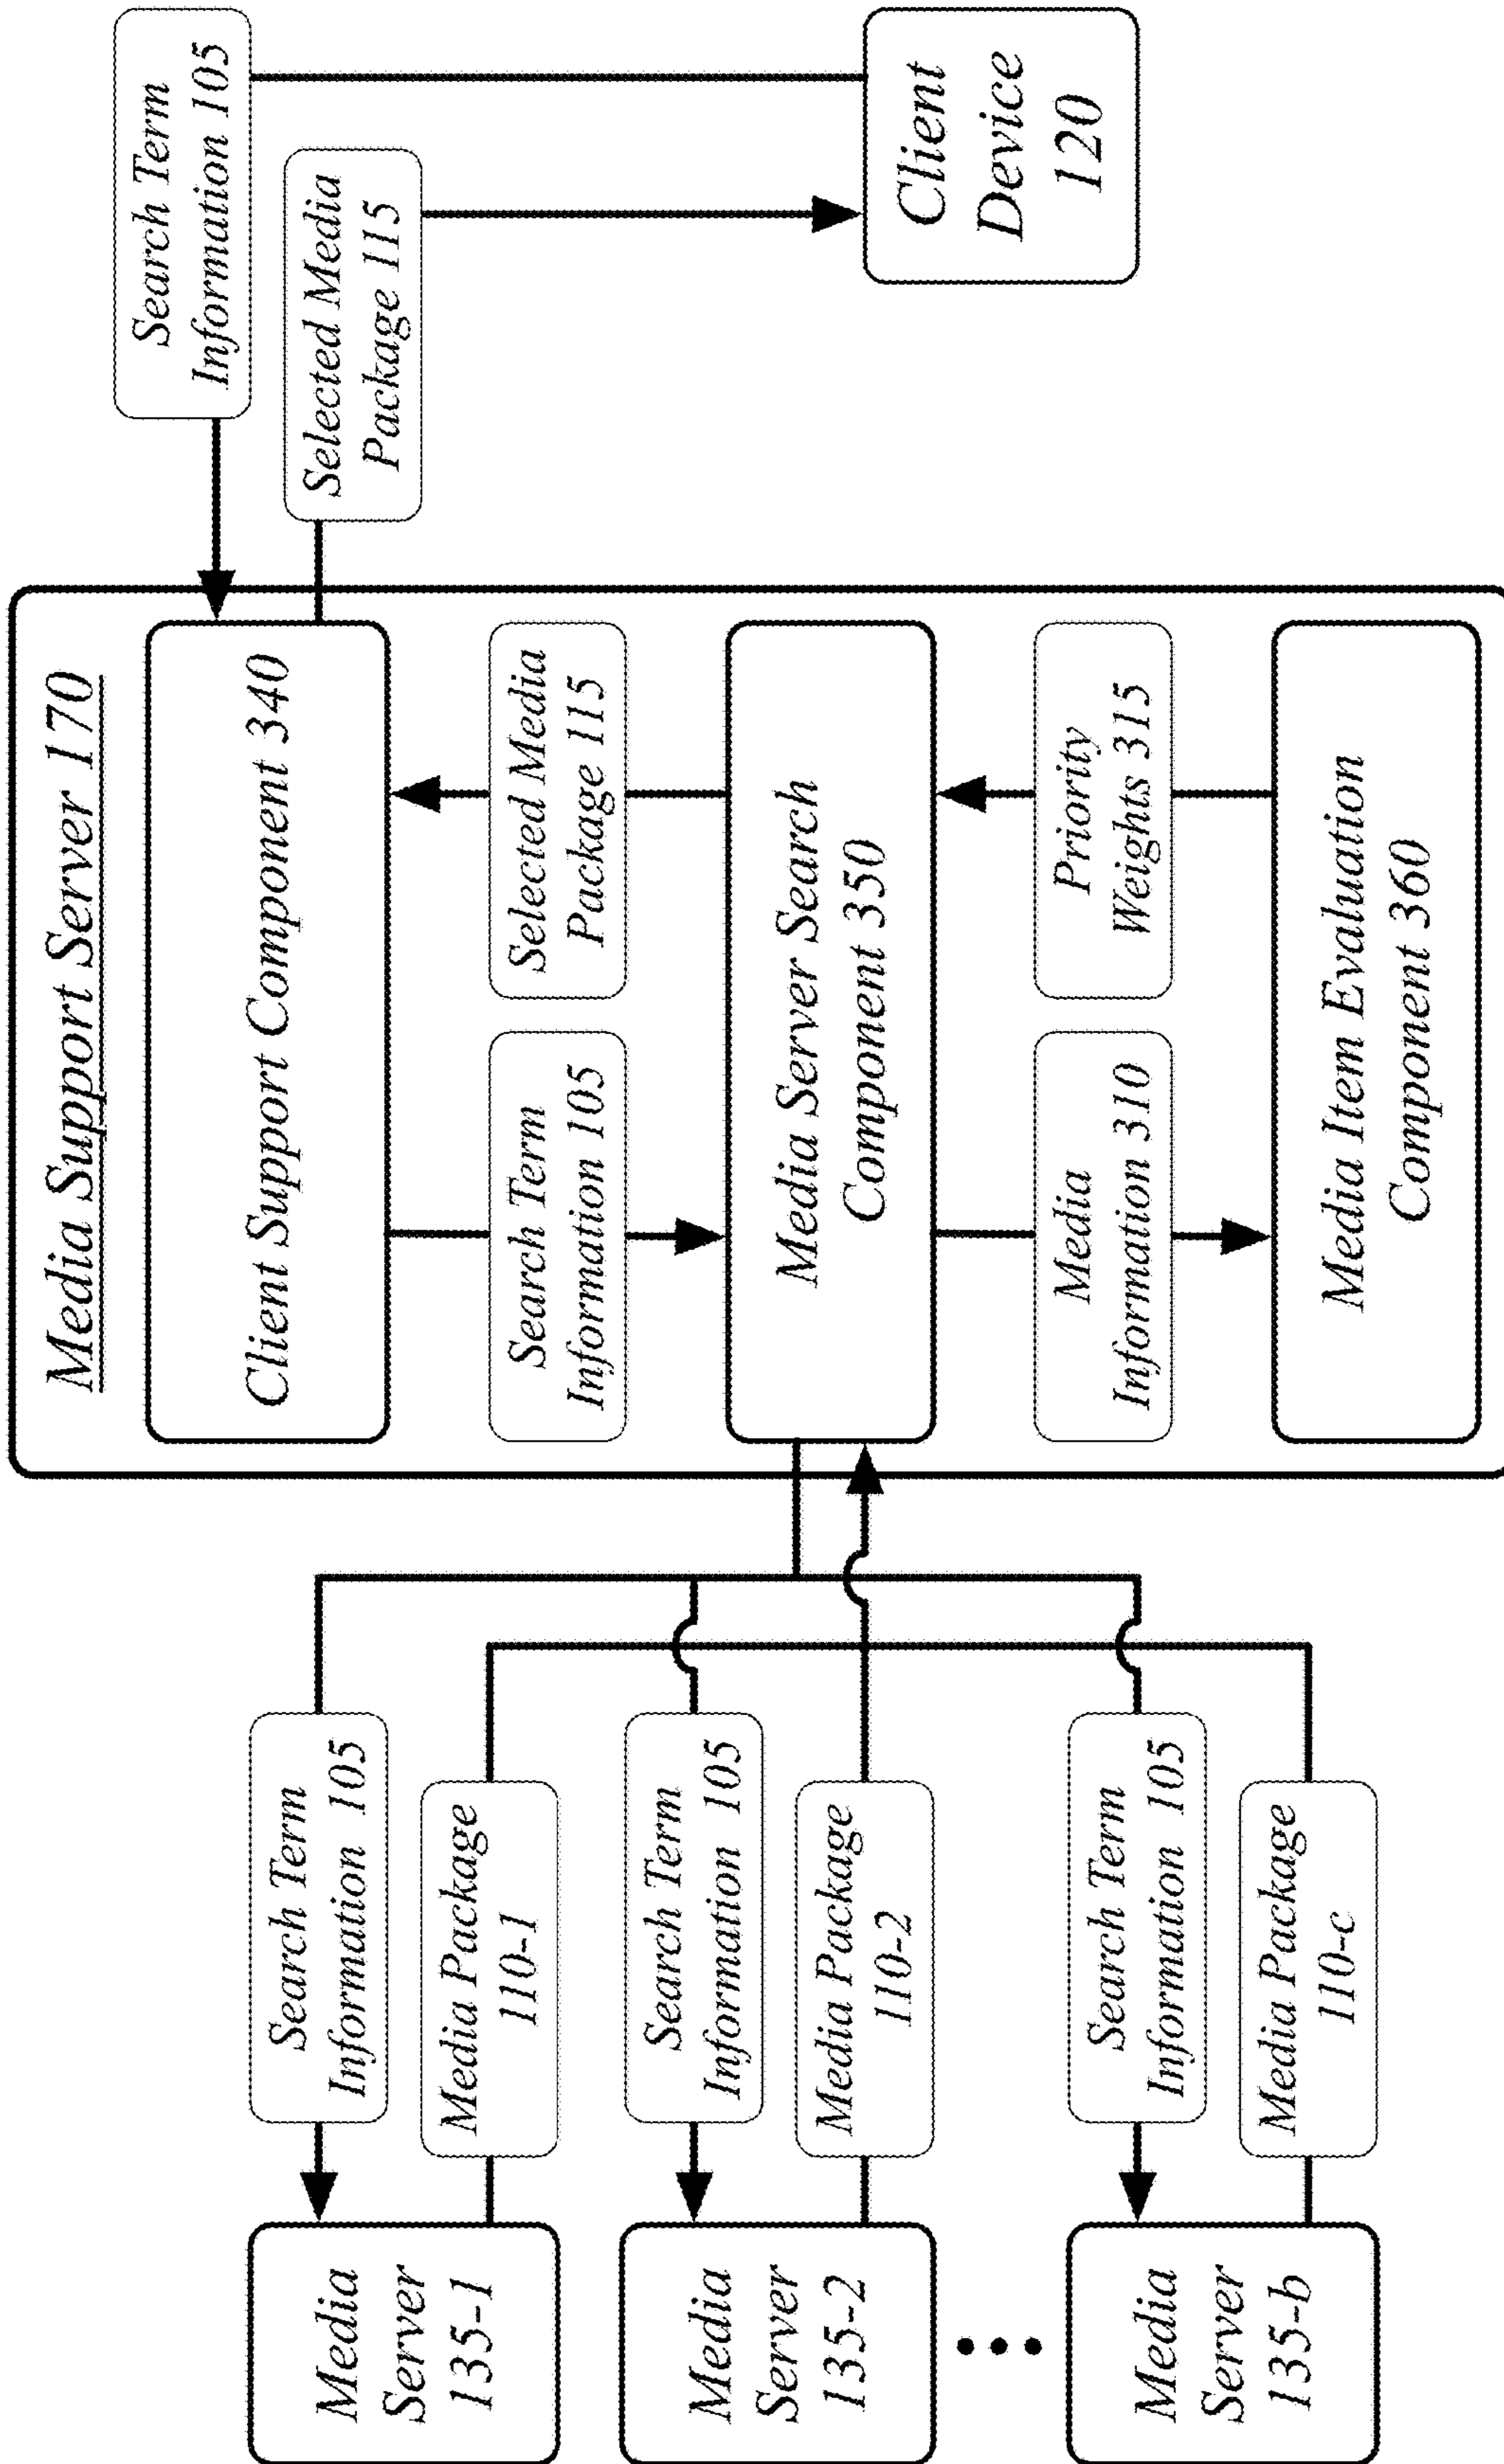 Media Support Server 170
Client Support Component 340
Search Term
Information 105
Selected Media
Package 115
Media Server Search
Component 350
Media
Information 310
Priority
Weights 315
Media Item Evaluation
Component 360
Search Term
Information 105
Selected Media
Package 115
Client
Device
120
Media
Server
135-1
Search Term
Information 105
Media Package
110-1
Media
Server
135-2
Search Term
Information 105
Media Package
110-2
Media
Server
135-b
Search Term
Information 105
Media Package
110-c